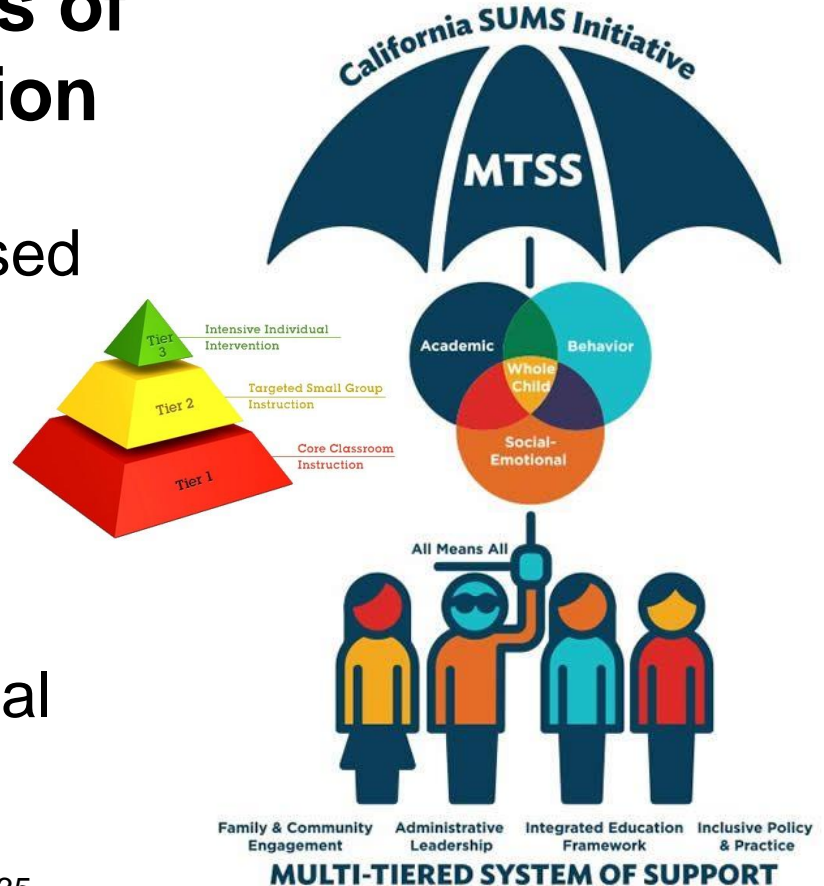 s of
California SUMS Initiative
ion
MTSS
sed
Tier
3
Intensive Individual
Intervention
Academic
Behavior
Whole
Child
Tier 2
Targeted Small Group
Instruction
Social-
Emotional
Core Classroom
Instruction
Tier 1
All Means All
al
Family & Community
Engagement
Administrative
Leadership
Integrated Education
Framework
Inclusive Policy
& Practice
MULTI-TIERED SYSTEM OF SUPPORT